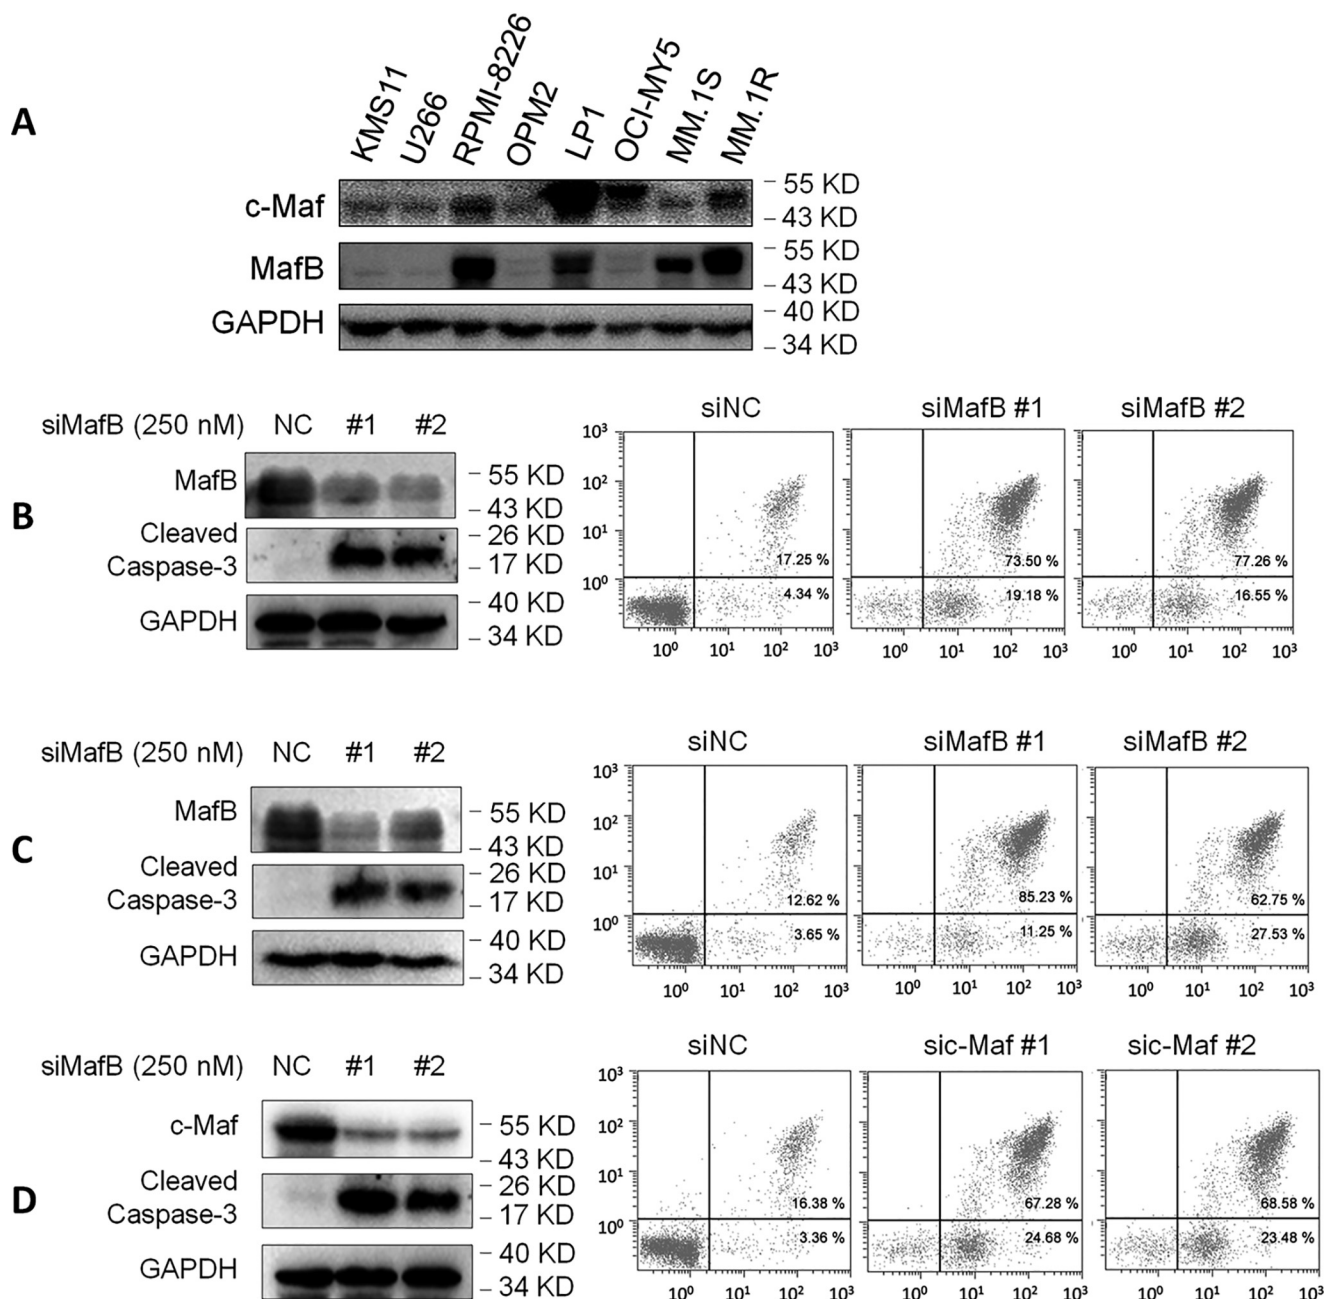 A
KMS11
U266
RPMI-8226
OPM2
LP1
OCI-MY5
MM.1S
MM.1R
c-Maf
55 KD
43 KD
MafB
55 KD
43 KD
GAPDH
40 KD
34 KD
B
siMafB (250 nM) NC #1 #2
MafB
55 KD
43 KD
Cleaved
Caspase-3
26 KD
17 KD
GAPDH
40 KD
34 KD
siNC
siMafB #1
siMafB #2
10³
10²
10¹
10⁰
17.25 %
4.34 %
73.50 %
19.18 %
77.26 %
16.55 %
10⁰ 10¹ 10² 10³
10⁰ 10¹ 10² 10³
10⁰ 10¹ 10² 10³
C
siMafB (250 nM) NC #1 #2
MafB
55 KD
43 KD
Cleaved
Caspase-3
26 KD
17 KD
GAPDH
40 KD
34 KD
siNC
siMafB #1
siMafB #2
10³
10²
10¹
10⁰
12.62 %
3.65 %
85.23 %
11.25 %
62.75 %
27.53 %
10⁰ 10¹ 10² 10³
10⁰ 10¹ 10² 10³
10⁰ 10¹ 10² 10³
D
siMafB (250 nM) NC #1 #2
c-Maf
55 KD
43 KD
Cleaved
Caspase-3
26 KD
17 KD
GAPDH
40 KD
34 KD
siNC
sic-Maf #1
sic-Maf #2
10³
10²
10¹
10⁰
16.38 %
3.36 %
67.28 %
24.68 %
68.58 %
23.48 %
10⁰ 10¹ 10² 10³
10⁰ 10¹ 10² 10³
10⁰ 10¹ 10² 10³